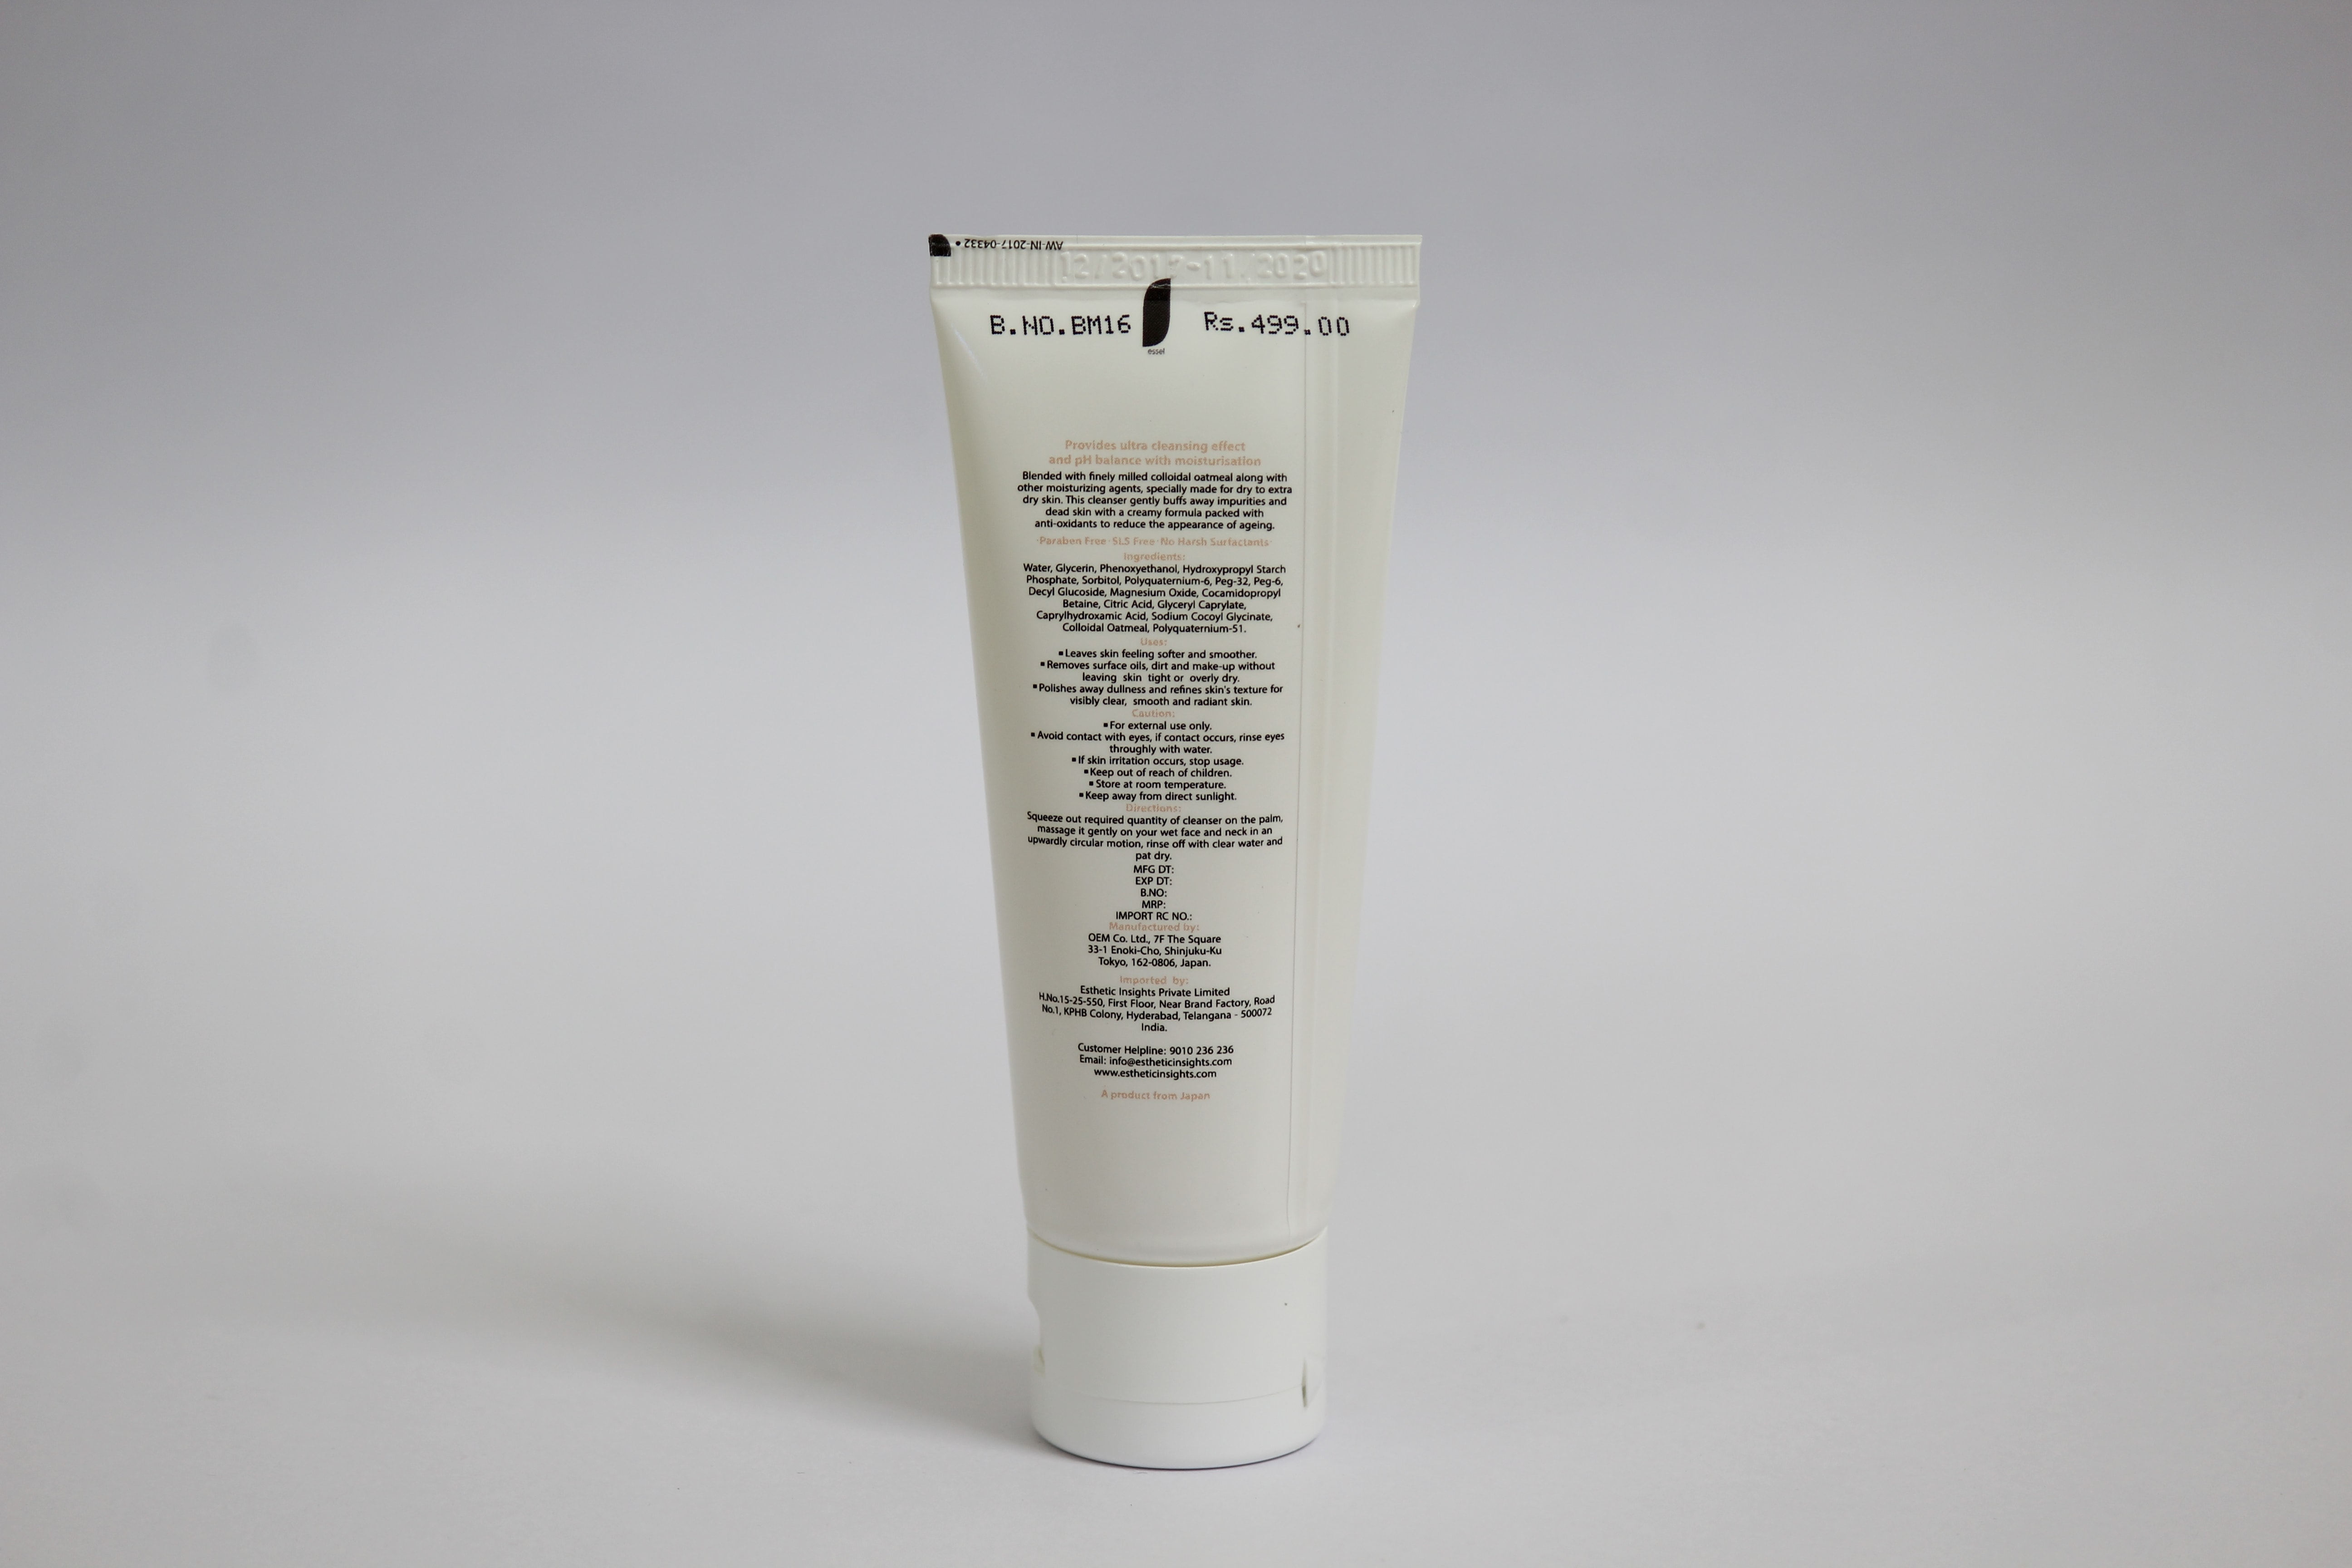 AW-IN-2017-04332
12/2017-11/2020
B.NO.BM16 Rs.499.00
essel
Provides ultra cleansing effect
and pH balance with moisturisation
Blended with finely milled colloidal oatmeal along with
other moisturizing agents, specially made for dry to extra
dry skin. This cleanser gently buffs away impurities and
dead skin with a creamy formula packed with
anti-oxidants to reduce the appearance of ageing.
·Paraben Free·SLS Free·No Harsh Surfactants·
Ingredients:
Water, Glycerin, Phenoxyethanol, Hydroxypropyl Starch
Phosphate, Sorbitol, Polyquaternium-6, Peg-32, Peg-6,
Decyl Glucoside, Magnesium Oxide, Cocamidopropyl
Betaine, Citric Acid, Glyceryl Caprylate,
Caprylhydroxamic Acid, Sodium Cocoyl Glycinate,
Colloidal Oatmeal, Polyquaternium-51.
Uses:
▪Leaves skin feeling softer and smoother.
▪Removes surface oils, dirt and make-up without
leaving skin tight or overly dry.
▪Polishes away dullness and refines skin's texture for
visibly clear, smooth and radiant skin.
Caution:
▪For external use only.
▪Avoid contact with eyes, if contact occurs, rinse eyes
throughly with water.
▪If skin irritation occurs, stop usage.
▪Keep out of reach of children.
▪Store at room temperature.
▪Keep away from direct sunlight.
Directions:
Squeeze out required quantity of cleanser on the palm,
massage it gently on your wet face and neck in an
upwardly circular motion, rinse off with clear water and
pat dry.
MFG DT:
EXP DT:
B.NO:
MRP:
IMPORT RC NO.:
Manufactured by:
OEM Co. Ltd., 7F The Square
33-1 Enoki-Cho, Shinjuku-Ku
Tokyo, 162-0806, Japan.
Imported by:
Esthetic Insights Private Limited
H.No.15-25-550, First Floor, Near Brand Factory, Road
No.1, KPHB Colony, Hyderabad, Telangana - 500072
India.
Customer Helpline: 9010 236 236
Email: info@estheticinsights.com
www.estheticinsights.com
A product from Japan